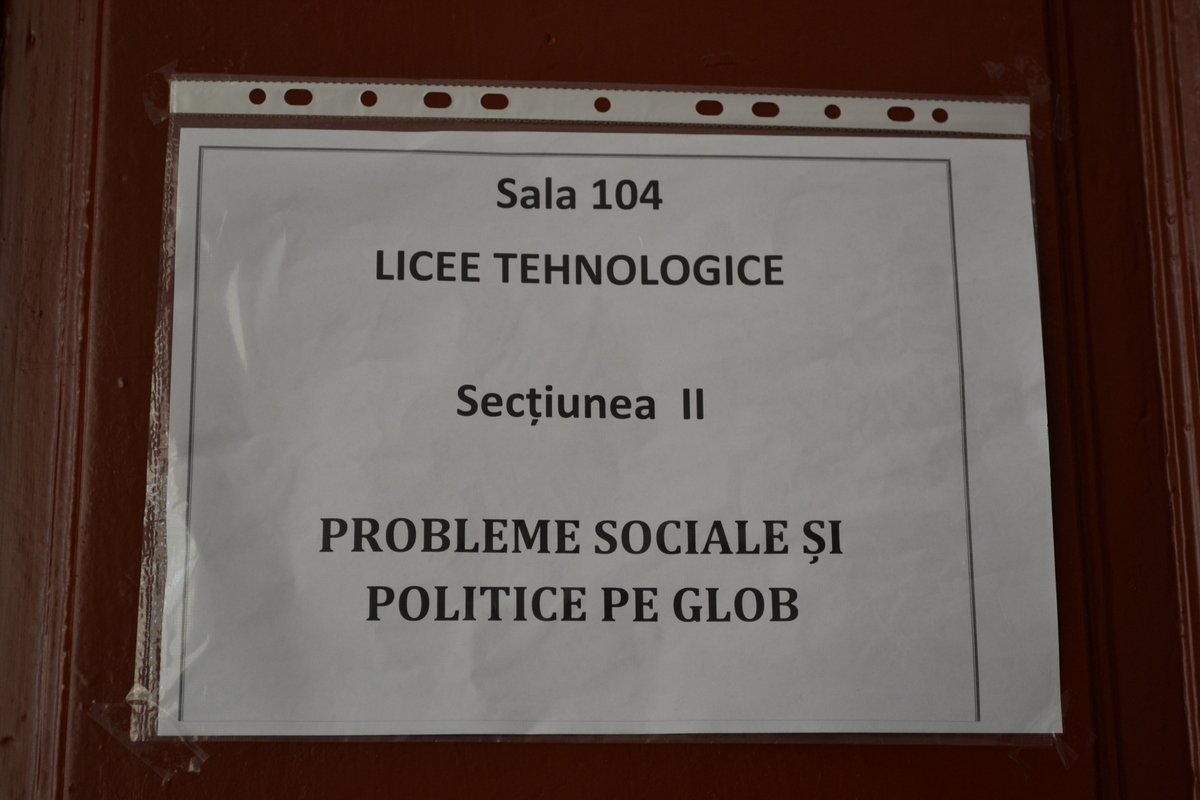 Sala 104
LICEE TEHNOLOGICE
Secțiunea II
PROBLEME SOCIALE ȘI
POLITICE PE GLOB